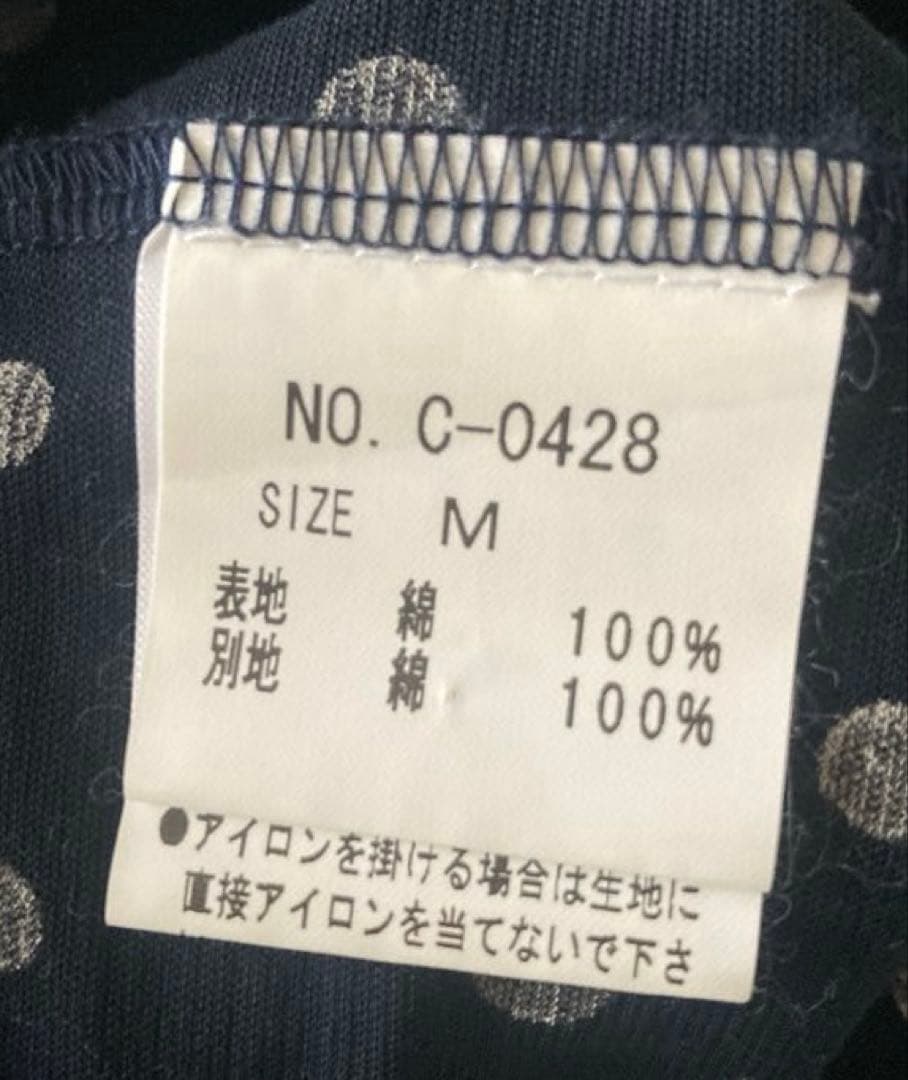 NO. C-0428
SIZE M
表地 綿 100%
別地 綿 100%
●アイロンを掛ける場合は生地に
直接アイロンを当てないで下さ